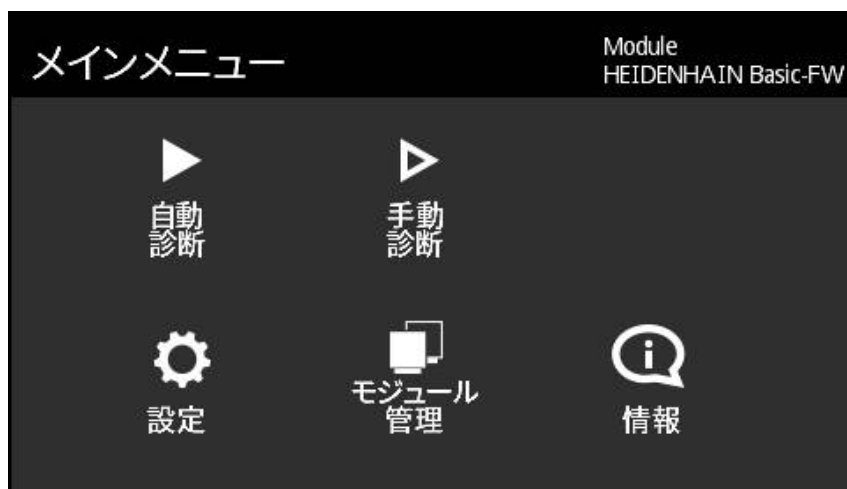 メインメニュー
Module
HEIDENHAIN Basic-FW
自動
診断
手動
診断
設定
モジュール
管理
情報